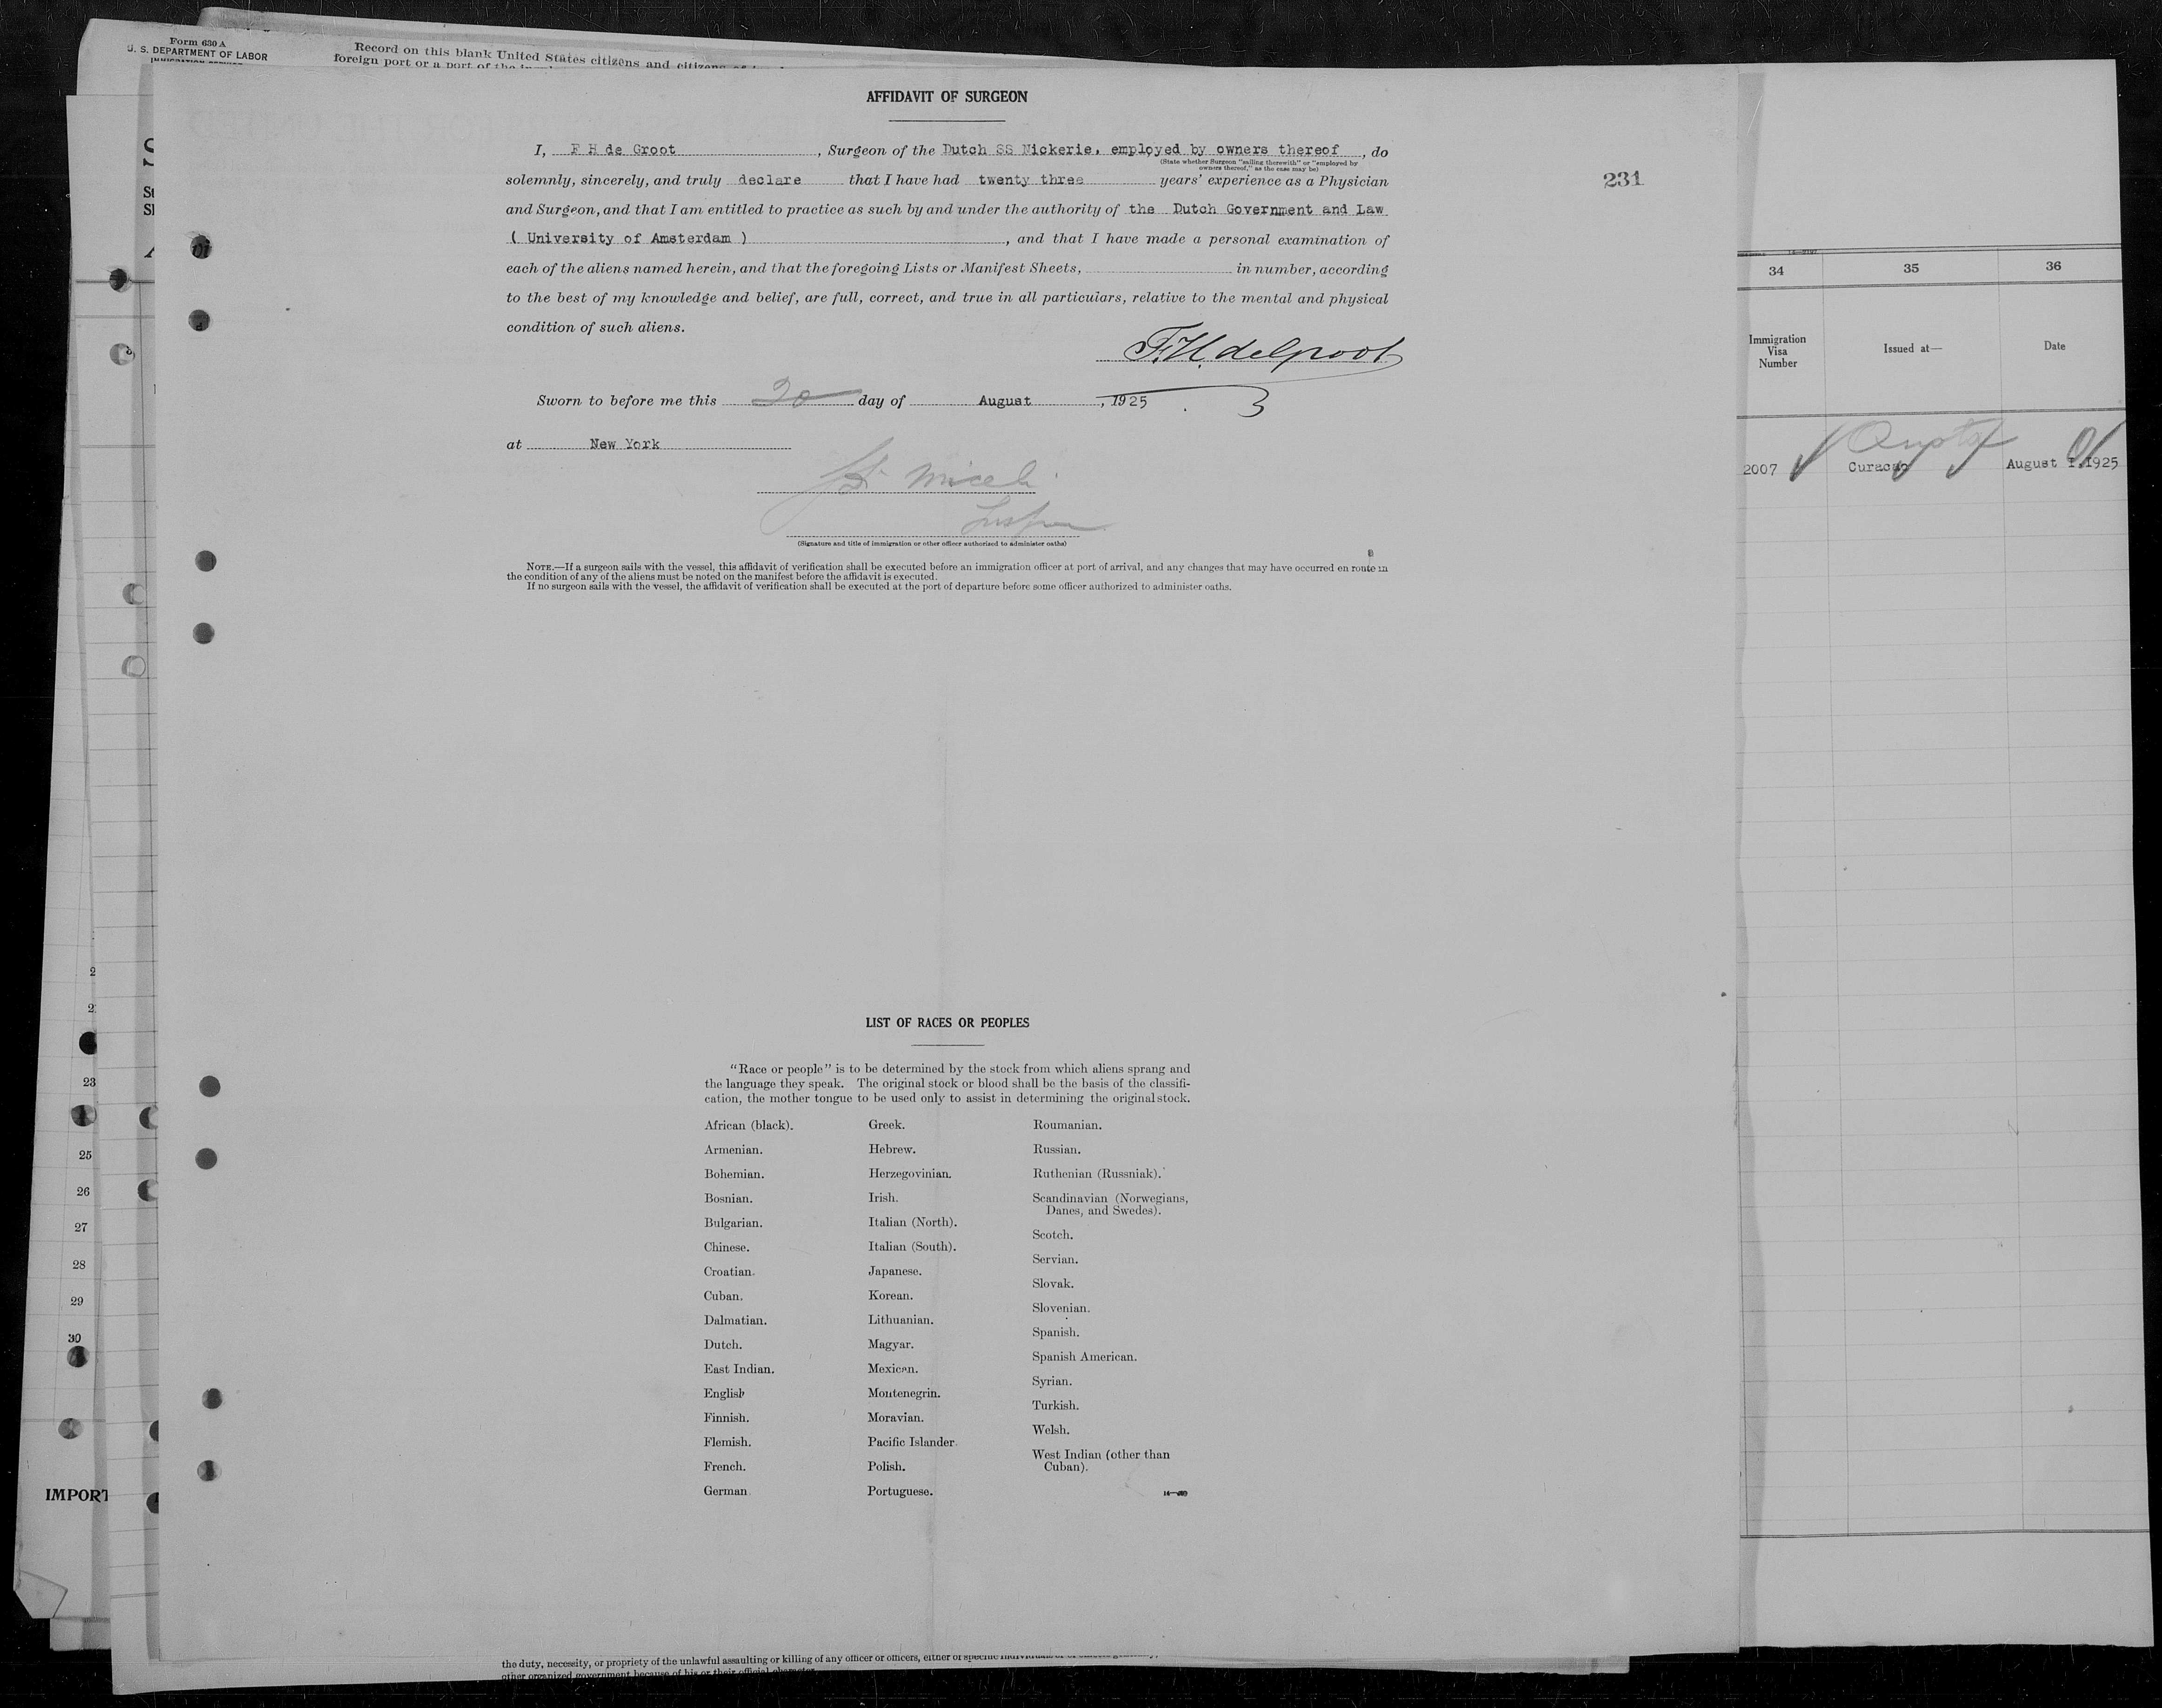 Form 630 A
U. S. DEPARTMENT OF LABOR
Record on this blank United States citizens and citizens
foreign port or a port of the
AFFIDAVIT OF SURGEON
I, F H de Groot, Surgeon of the Dutch SS Nickerie, employed by owners thereof, do
(State whether Surgeon "sailing therewith" or "employed by
owners thereof," as the case may be)
solemnly, sincerely, and truly declare that I have had twenty three years' experience as a Physician
231
and Surgeon, and that I am entitled to practice as such by and under the authority of the Dutch Government and Law
( University of Amsterdam ), and that I have made a personal examination of
each of the aliens named herein, and that the foregoing Lists or Manifest Sheets, in number, according
to the best of my knowledge and belief, are full, correct, and true in all particulars, relative to the mental and physical
condition of such aliens.
F.H. de Groot
Sworn to before me this 20 day of August, 1925
at New York
Miceli
(Signature and title of immigration or other officer authorized to administer oaths)
NOTE.—If a surgeon sails with the vessel, this affidavit of verification shall be executed before an immigration officer at port of arrival, and any changes that may have occurred en route in
the condition of any of the aliens must be noted on the manifest before the affidavit is executed.
If no surgeon sails with the vessel, the affidavit of verification shall be executed at the port of departure before some officer authorized to administer oaths.
34 35 36
Immigration
Visa
Number
Issued at—
Date
2007 Curacao August 1.1925
LIST OF RACES OR PEOPLES
"Race or people" is to be determined by the stock from which aliens sprang and
the language they speak. The original stock or blood shall be the basis of the classifi-
cation, the mother tongue to be used only to assist in determining the original stock.
African (black).
Armenian.
Bohemian.
Bosnian.
Bulgarian.
Chinese.
Croatian.
Cuban.
Dalmatian.
Dutch.
East Indian.
English
Finnish.
Flemish.
French.
German
Greek.
Hebrew.
Herzegovinian.
Irish.
Italian (North).
Italian (South).
Japanese.
Korean.
Lithuanian.
Magyar.
Mexican.
Montenegrin.
Moravian.
Pacific Islander.
Polish.
Portuguese.
Roumanian.
Russian.
Ruthenian (Russniak).
Scandinavian (Norwegians,
Danes, and Swedes).
Scotch.
Servian.
Slovak.
Slovenian.
Spanish.
Spanish American.
Syrian.
Turkish.
Welsh.
West Indian (other than
Cuban).
23
25
26
27
28
29
30
IMPORT
the duty, necessity, or propriety of the unlawful assaulting or killing of any officer or officers, either of specific
other organized government because of his or their official character